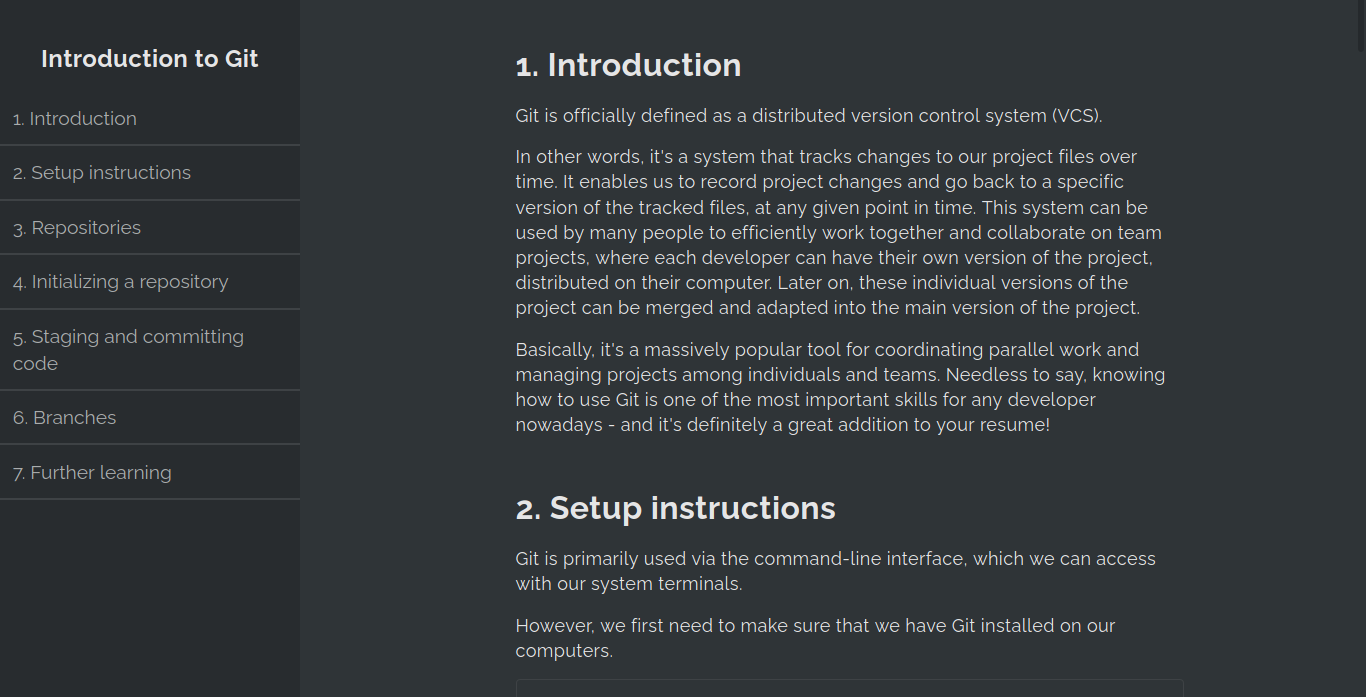 Introduction to Git
1. Introduction
2. Setup instructions
3. Repositories
4. Initializing a repository
5. Staging and committing
code
6. Branches
7. Further learning
1. Introduction
Git is officially defined as a distributed version control system (VCS).
In other words, it's a system that tracks changes to our project files over
time. It enables us to record project changes and go back to a specific
version of the tracked files, at any given point in time. This system can be
used by many people to efficiently work together and collaborate on team
projects, where each developer can have their own version of the project,
distributed on their computer. Later on, these individual versions of the
project can be merged and adapted into the main version of the project.
Basically, it's a massively popular tool for coordinating parallel work and
managing projects among individuals and teams. Needless to say, knowing
how to use Git is one of the most important skills for any developer
nowadays - and it's definitely a great addition to your resume!
2. Setup instructions
Git is primarily used via the command-line interface, which we can access
with our system terminals.
However, we first need to make sure that we have Git installed on our
computers.